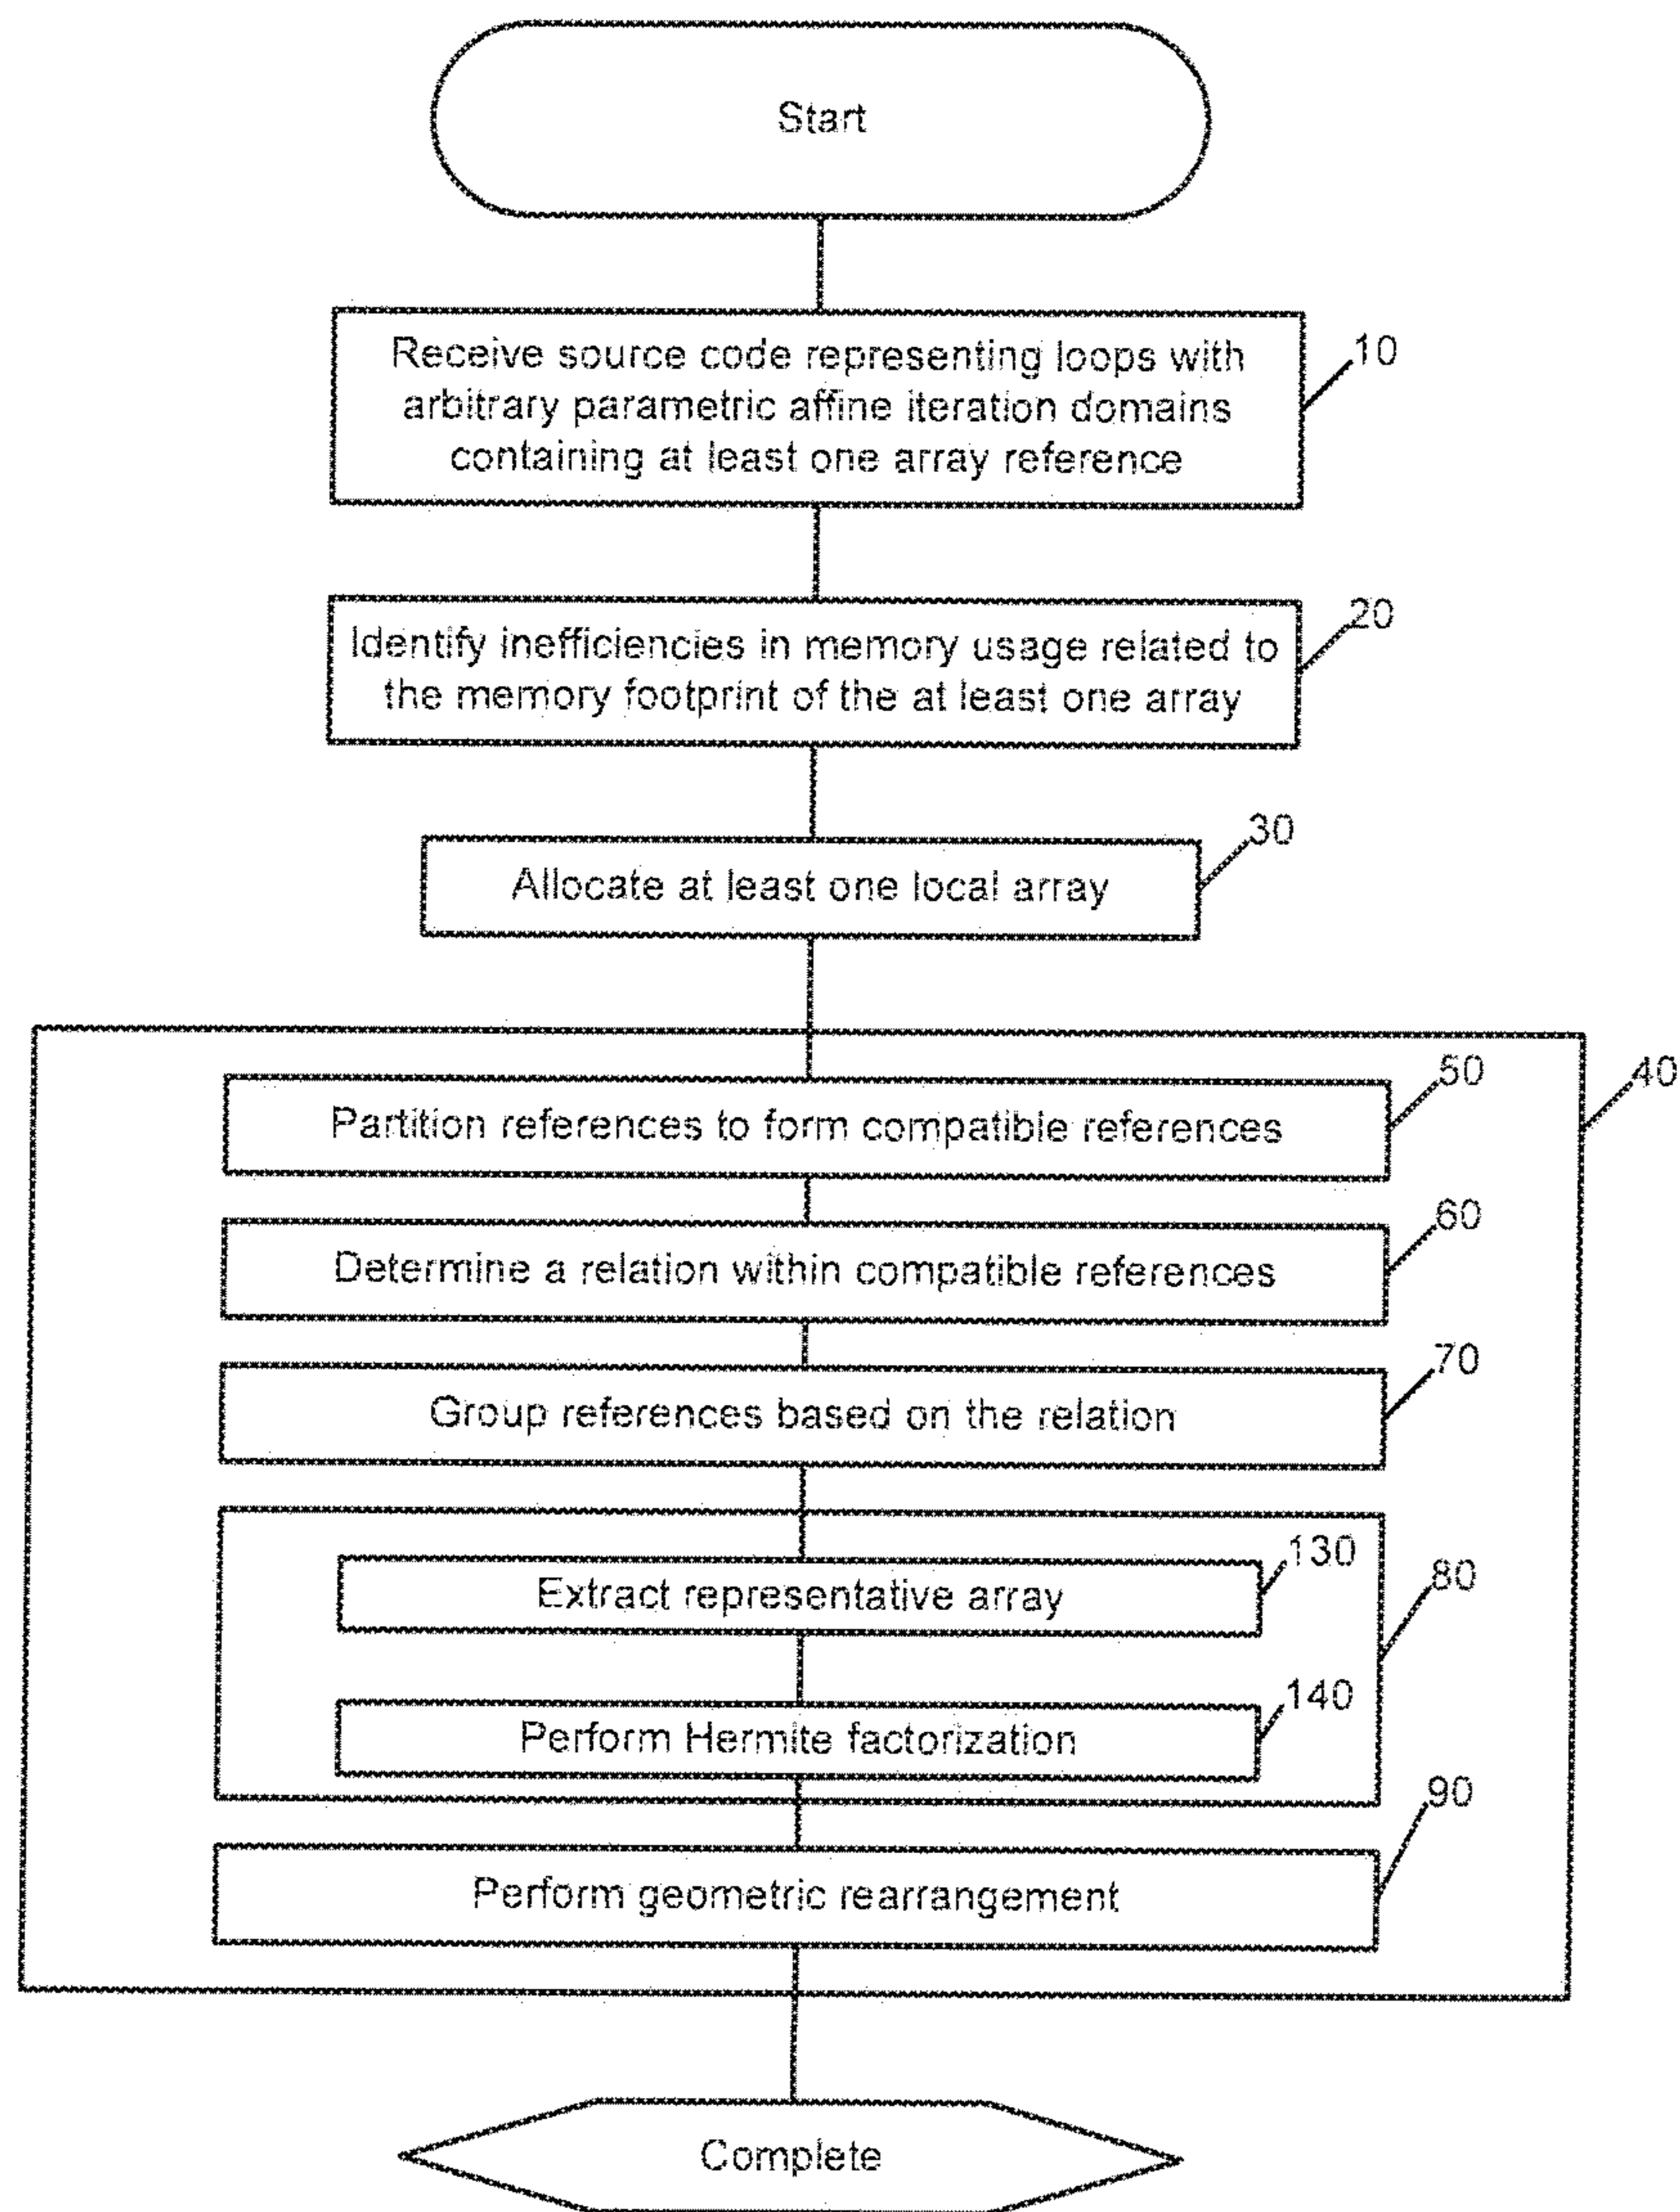 Start
Receive source code representing loops with
arbitrary parametric affine iteration domains
containing at least one array reference
10
Identify inefficiencies in memory usage related to
the memory footprint of the at least one array
20
Allocate at least one local array
30
40
Partition references to form compatible references
50
Determine a relation within compatible references
60
Group references based on the relation
70
Extract representative array
130
80
Perform Hermite factorization
140
Perform geometric rearrangement
90
Complete